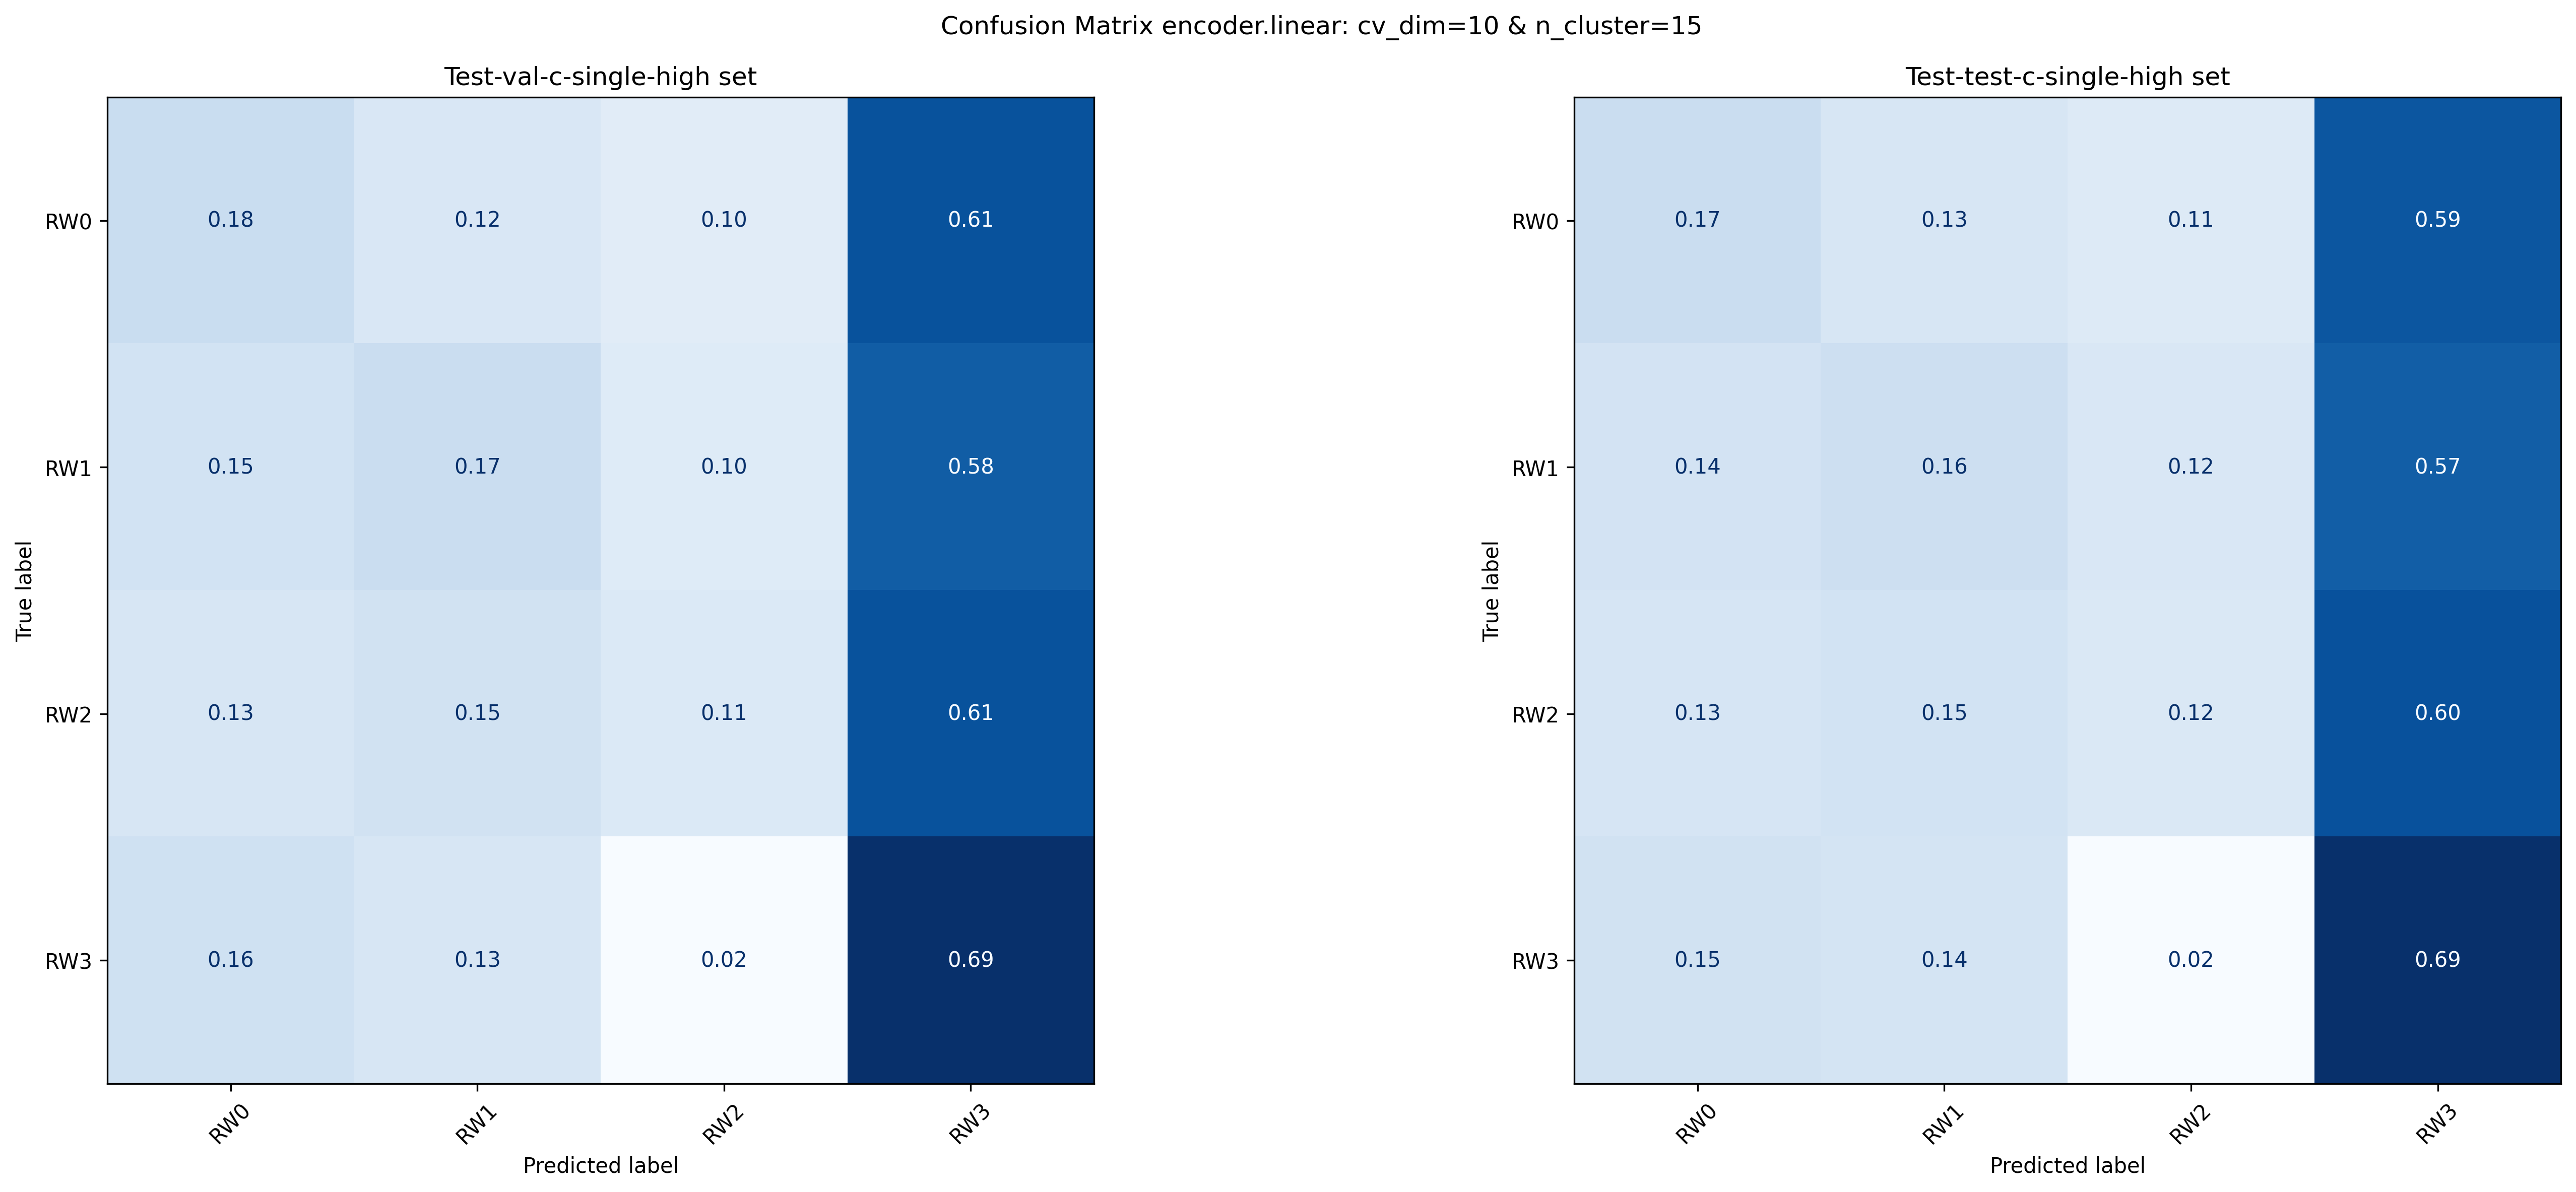 Confusion Matrix encoder.linear: cv_dim=10 & n_cluster=15
Test-val-c-single-high set
True label
RW0 0.18 0.12 0.10 0.61
RW1 0.15 0.17 0.10 0.58
RW2 0.13 0.15 0.11 0.61
RW3 0.16 0.13 0.02 0.69
RW0 RW1 RW2 RW3
Predicted label
Test-test-c-single-high set
True label
RW0 0.17 0.13 0.11 0.59
RW1 0.14 0.16 0.12 0.57
RW2 0.13 0.15 0.12 0.60
RW3 0.15 0.14 0.02 0.69
RW0 RW1 RW2 RW3
Predicted label